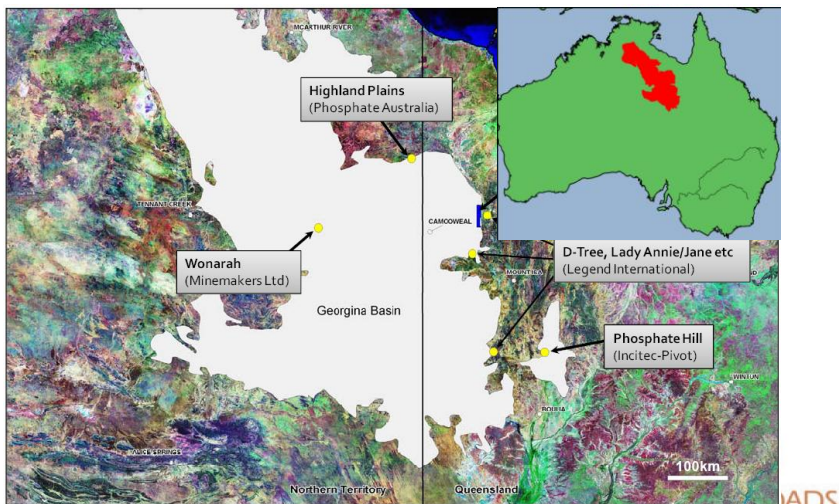 MCARTHUR RIVER
Highland Plains
(Phosphate Australia)
TENNANT CREEK
CAMOOWEAL
Wonarah
(Minemakers Ltd)
D-Tree, Lady Annie/Jane etc
(Legend International)
MOUNT ISA
Georgina Basin
Phosphate Hill
(Incitec-Pivot)
WINTON
BOULIA
ALICE SPRINGS
100km
Northern Territory
Queensland